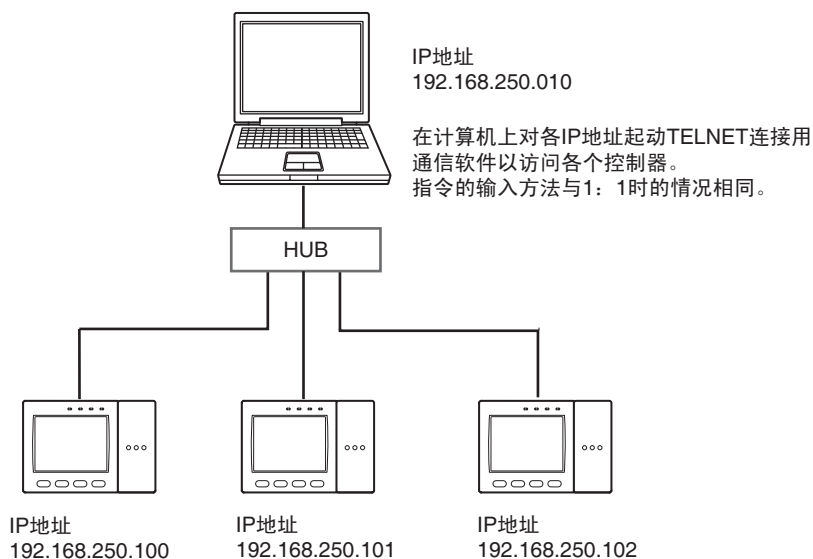 IP地址
192.168.250.010
在计算机上对各IP地址起动TELNET连接用
通信软件以访问各个控制器。
指令的输入方法与1：1时的情况相同。
HUB
IP地址
192.168.250.100
IP地址
192.168.250.101
IP地址
192.168.250.102